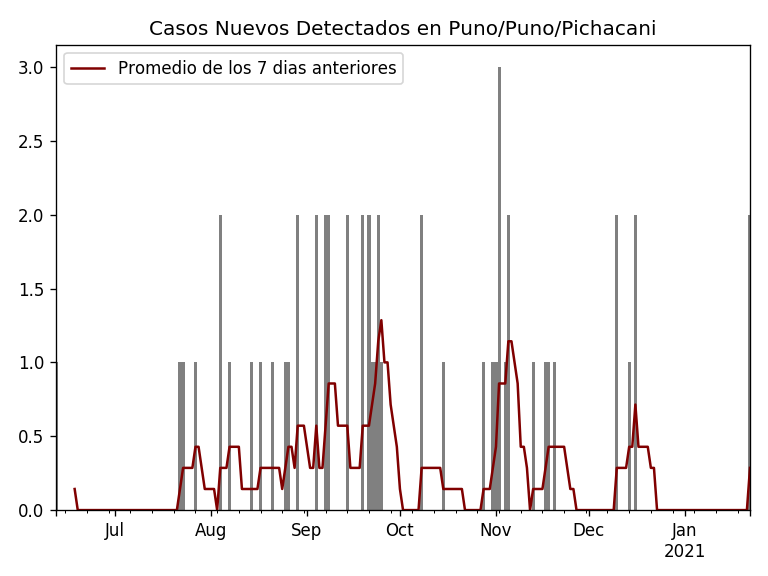 Casos Nuevos Detectados en Puno/Puno/Pichacani
Promedio de los 7 dias anteriores
3.0
2.5
2.0
1.5
1.0
0.5
0.0
Jul Aug Sep Oct Nov Dec Jan
2021